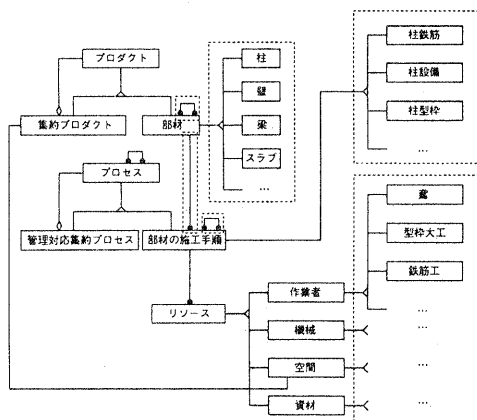 プロダクト
集約プロダクト
部材
柱
壁
梁
スラブ
…
プロセス
管理対応集約プロセス
部材の施工手順
リソース
作業者
機械
空間
資材
柱鉄筋
柱設備
柱型枠
…
鳶
型枠大工
鉄筋工
…
…
…
…